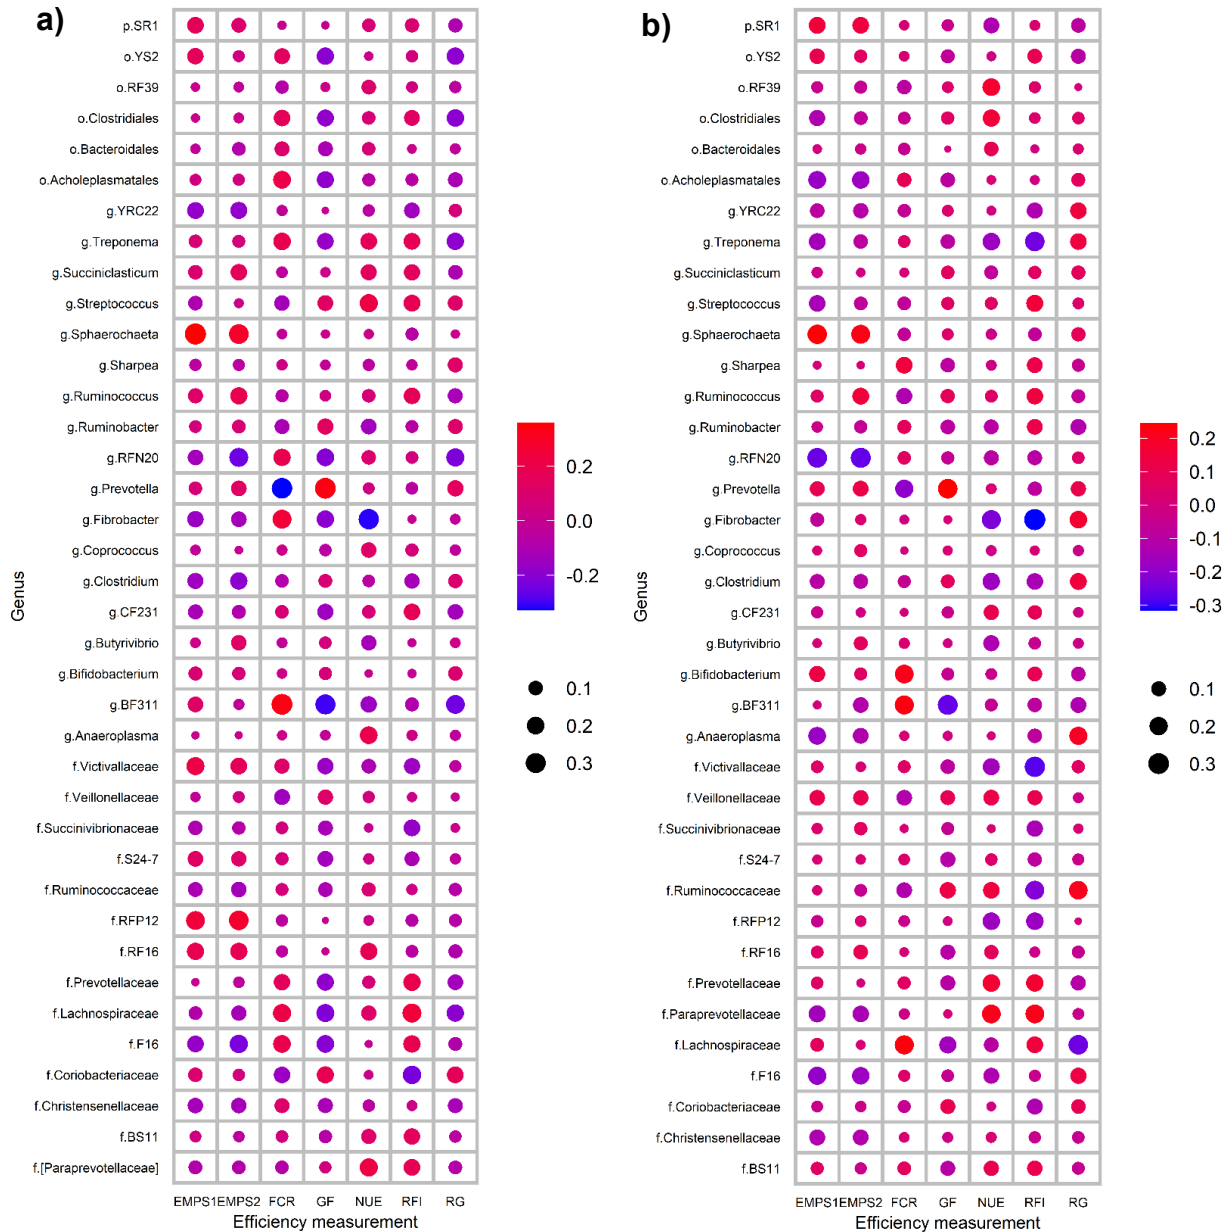 a)
p.SR1
o.YS2
o.RF39
o.Clostridiales
o.Bacteroidales
o.Acholeplasmatales
g.YRC22
g.Treponema
g.Succiniclasticum
g.Streptococcus
g.Sphaerochaeta
g.Sharpea
g.Ruminococcus
g.Ruminobacter
g.RFN20
g.Prevotella
g.Fibrobacter
g.Coprococcus
g.Clostridium
g.CF231
g.Butyrivibrio
g.Bifidobacterium
g.BF311
g.Anaeroplasma
f.Victivallaceae
f.Veillonellaceae
f.Succinivibrionaceae
f.S24-7
f.Ruminococcaceae
f.RFP12
f.RF16
f.Prevotellaceae
f.Lachnospiraceae
f.F16
f.Coriobacteriaceae
f.Christensenellaceae
f.BS11
f.[Paraprevotellaceae]
Genus
EMPS1 EMPS2 FCR GF NUE RFI RG
Efficiency measurement
0.2
0.0
-0.2
0.1
0.2
0.3
b)
p.SR1
o.YS2
o.RF39
o.Clostridiales
o.Bacteroidales
o.Acholeplasmatales
g.YRC22
g.Treponema
g.Succiniclasticum
g.Streptococcus
g.Sphaerochaeta
g.Sharpea
g.Ruminococcus
g.Ruminobacter
g.RFN20
g.Prevotella
g.Fibrobacter
g.Coprococcus
g.Clostridium
g.CF231
g.Butyrivibrio
g.Bifidobacterium
g.BF311
g.Anaeroplasma
f.Victivallaceae
f.Veillonellaceae
f.Succinivibrionaceae
f.S24-7
f.Ruminococcaceae
f.RFP12
f.RF16
f.Prevotellaceae
f.Paraprevotellaceae
f.Lachnospiraceae
f.F16
f.Coriobacteriaceae
f.Christensenellaceae
f.BS11
Genus
EMPS1 EMPS2 FCR GF NUE RFI RG
Efficiency measurement
0.2
0.1
0.0
-0.1
-0.2
-0.3
0.1
0.2
0.3